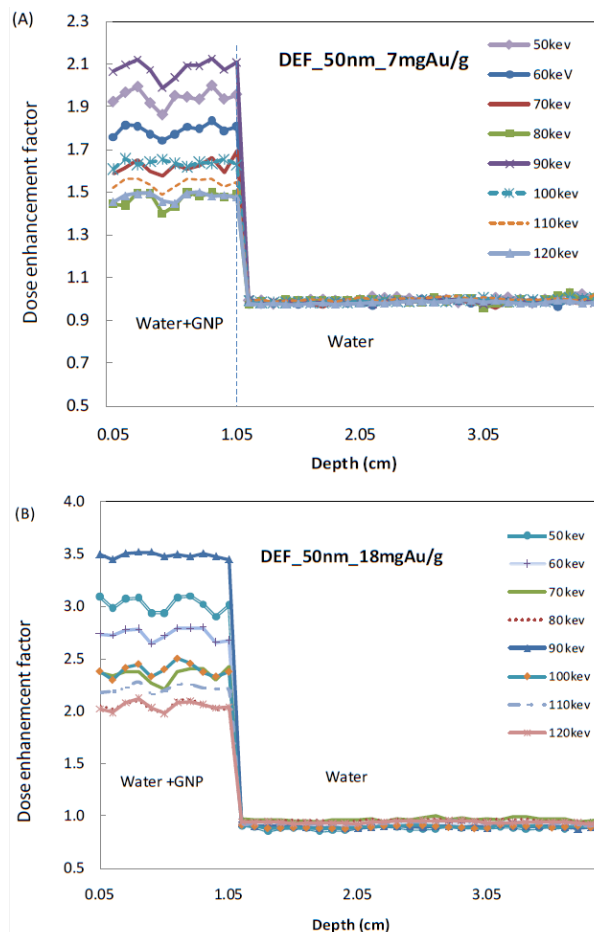 (A)
DEF_50nm_7mgAu/g
Dose enhancement factor
2.3
2.1
1.9
1.7
1.5
1.3
1.1
0.9
0.7
0.5
50kev
60keV
70kev
80kev
90kev
100kev
110kev
120kev
Water+GNP
Water
0.05
1.05
2.05
3.05
Depth (cm)
(B)
DEF_50nm_18mgAu/g
Dose enhanemcent factor
4.0
3.5
3.0
2.5
2.0
1.5
1.0
0.5
50kev
60kev
70kev
80kev
90kev
100kev
110kev
120kev
Water +GNP
Water
0.05
1.05
2.05
3.05
Depth (cm)